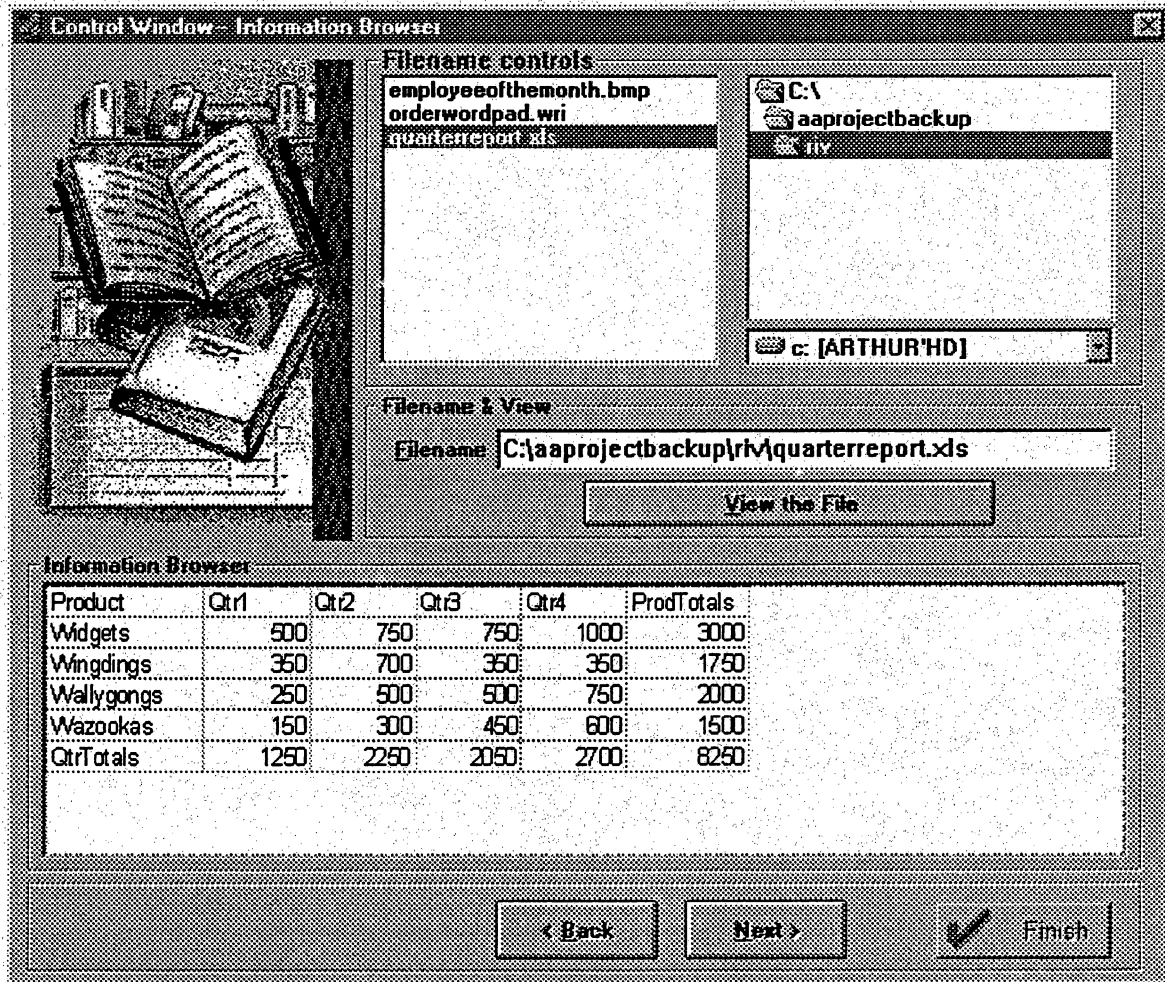 Control Window-- Information Browser
Filename controls
employeeofthemonth.bmp
orderwordpad.wri
quarterreport.xls
C:\
aaprojectbackup
riv
c: [ARTHUR'HD]
Filename & View
Filename C:\aaprojectbackup\riv\quarterreport.xls
View the File
Information Browser
Product Qtr1 Qtr2 Qtr3 Qtr4 ProdTotals
Widgets 500 750 750 1000 3000
Wingdings 350 700 350 350 1750
Wallygongs 250 500 500 750 2000
Wazookas 150 300 450 600 1500
QtrTotals 1250 2250 2050 2700 8250
< Back Next > Finish